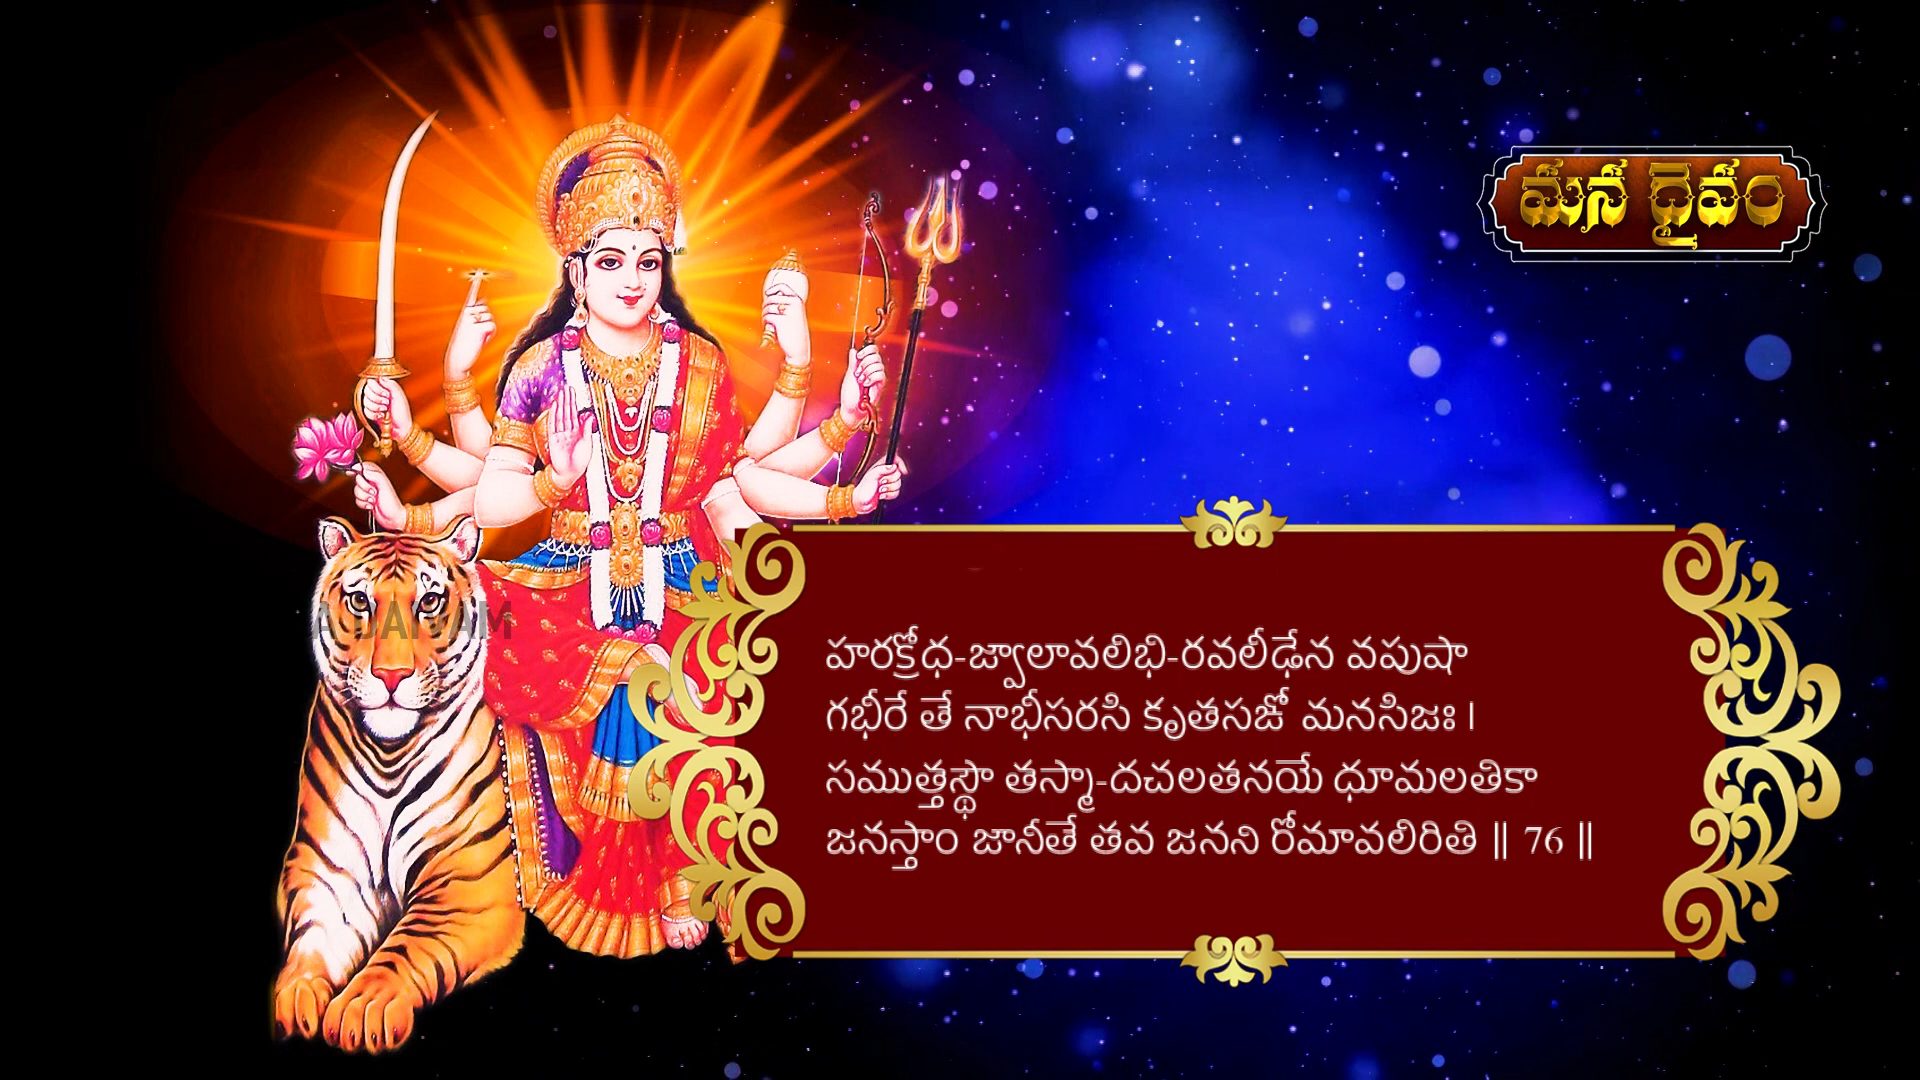 మన దైవం
A DAIVAM
హరక్రోధ-జ్వాలావలిభి-రవలీఢేన వపుషా
గభీరే తే నాభీసరసి కృతసఙో మనసిజః |
సముత్తస్థౌ తస్మా-దచలతనయే ధూమలతికా
జనస్తాం జానీతే తవ జనని రోమావలిరితి || 76 ||